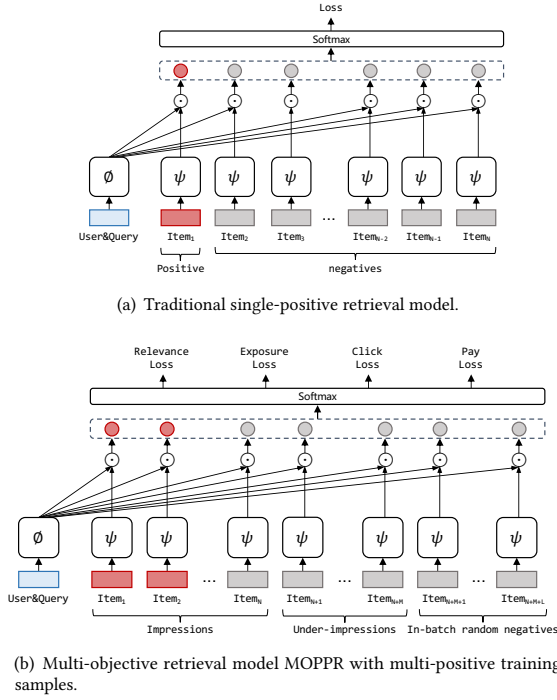 Loss
Softmax
∅ ψ ψ ψ ψ ψ ψ
User&Query Item1 Item2 Item3 ... ItemN-2 ItemN-1 ItemN
Positive negatives
(a) Traditional single-positive retrieval model.
Relevance Loss Exposure Loss Click Loss Pay Loss
Softmax
∅ ψ ψ ψ ψ ψ ψ ψ
User&Query Item1 Item2 ... ItemN ItemN+1 ... ItemN+M ItemN+M+1 ... ItemN+M+L
Impressions Under-impressions In-batch random negatives
(b) Multi-objective retrieval model MOPPR with multi-positive training
samples.